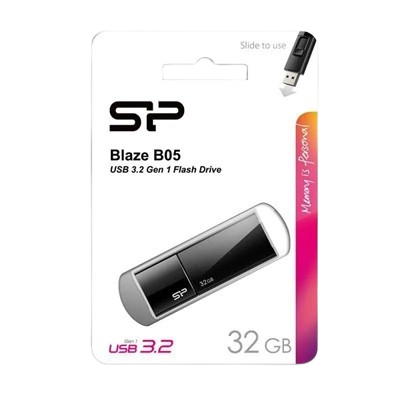 Slide to use
SP
Blaze B05
USB 3.2 Gen 1 Flash Drive
Memory is Personal
SP
32GB
Gen 1
USB 3.2
32 GB